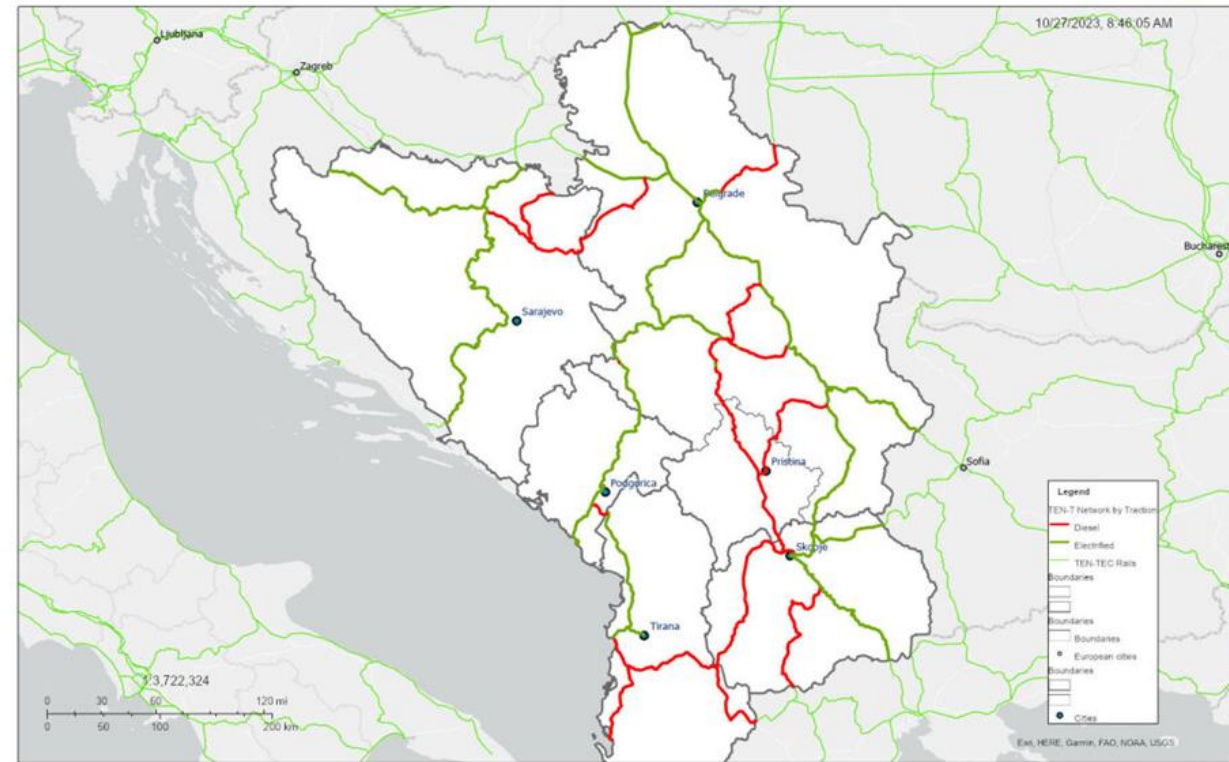 10/27/2023, 8:46:05 AM
Ljubljana
Zagreb
Belgrade
Bucharest
Sarajevo
Pristina
Sofia
Podgorica
Skopje
Tirana
Legend
TEN-T Network by Traction
Diesel
Electrified
TEN-TEC Rails
Boundaries
Boundaries
Boundaries
European cities
Boundaries
Cities
1:3,722,324
0 30 60 120 mi
0 50 100 200 km
Esri, HERE, Garmin, FAO, NOAA, USGS